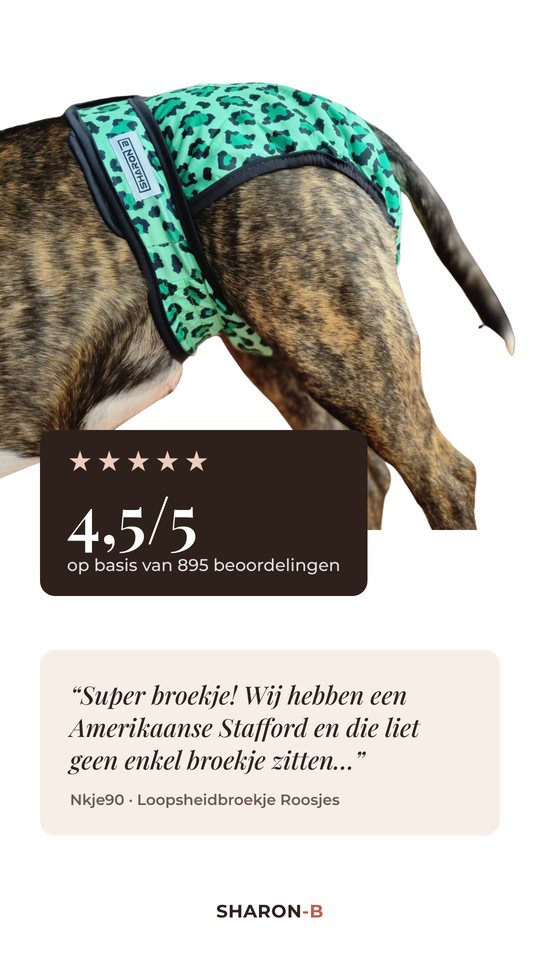 SHARON B
★★★★★
4,5/5
op basis van 895 beoordelingen
“Super broekje! Wij hebben een
Amerikaanse Stafford en die liet
geen enkel broekje zitten...”
Nkje90 · Loopsheidbroekje Roosjes
SHARON-B